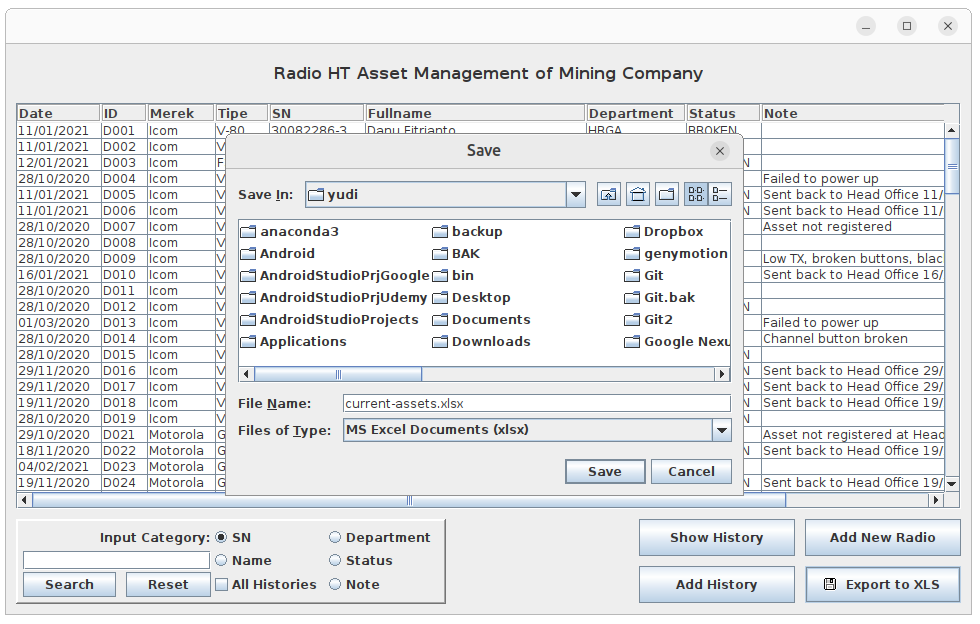 Radio HT Asset Management of Mining Company
Date ID Merek Tipe SN Fullname Department Status Note
11/01/2021 D001 Icom V-80 30082286-3 Danu Fitrianto HRGA BROKEN
11/01/2021 D002 Icom V
12/01/2021 D003 Icom F N
28/10/2020 D004 Icom V Failed to power up
11/01/2021 D005 Icom V N Sent back to Head Office 11/
11/01/2021 D006 Icom V N Sent back to Head Office 11/
28/10/2020 D007 Icom V Asset not registered
28/10/2020 D008 Icom V
28/10/2020 D009 Icom V Low TX, broken buttons, blac
16/01/2021 D010 Icom V N Sent back to Head Office 16/
28/10/2020 D011 Icom V
28/10/2020 D012 Icom V N
01/03/2020 D013 Icom V Failed to power up
28/10/2020 D014 Icom V Channel button broken
28/10/2020 D015 Icom V N
29/11/2020 D016 Icom V N Sent back to Head Office 29/
29/11/2020 D017 Icom V N Sent back to Head Office 29/
19/11/2020 D018 Icom V N Sent back to Head Office 19/
28/10/2020 D019 Icom V N
29/10/2020 D021 Motorola G Asset not registered at Head
18/11/2020 D022 Motorola G N Sent back to Head Office 19/
04/02/2021 D023 Motorola G
19/11/2020 D024 Motorola G N Sent back to Head Office 19/
Save
Save In: yudi
anaconda3 backup Dropbox
Android BAK genymotion
AndroidStudioPrjGoogle bin Git
AndroidStudioPrjUdemy Desktop Git.bak
AndroidStudioProjects Documents Git2
Applications Downloads Google Nexu
File Name: current-assets.xlsx
Files of Type: MS Excel Documents (xlsx)
Save Cancel
Input Category: SN Department
Name Status
Search Reset All Histories Note
Show History Add New Radio
Add History Export to XLS